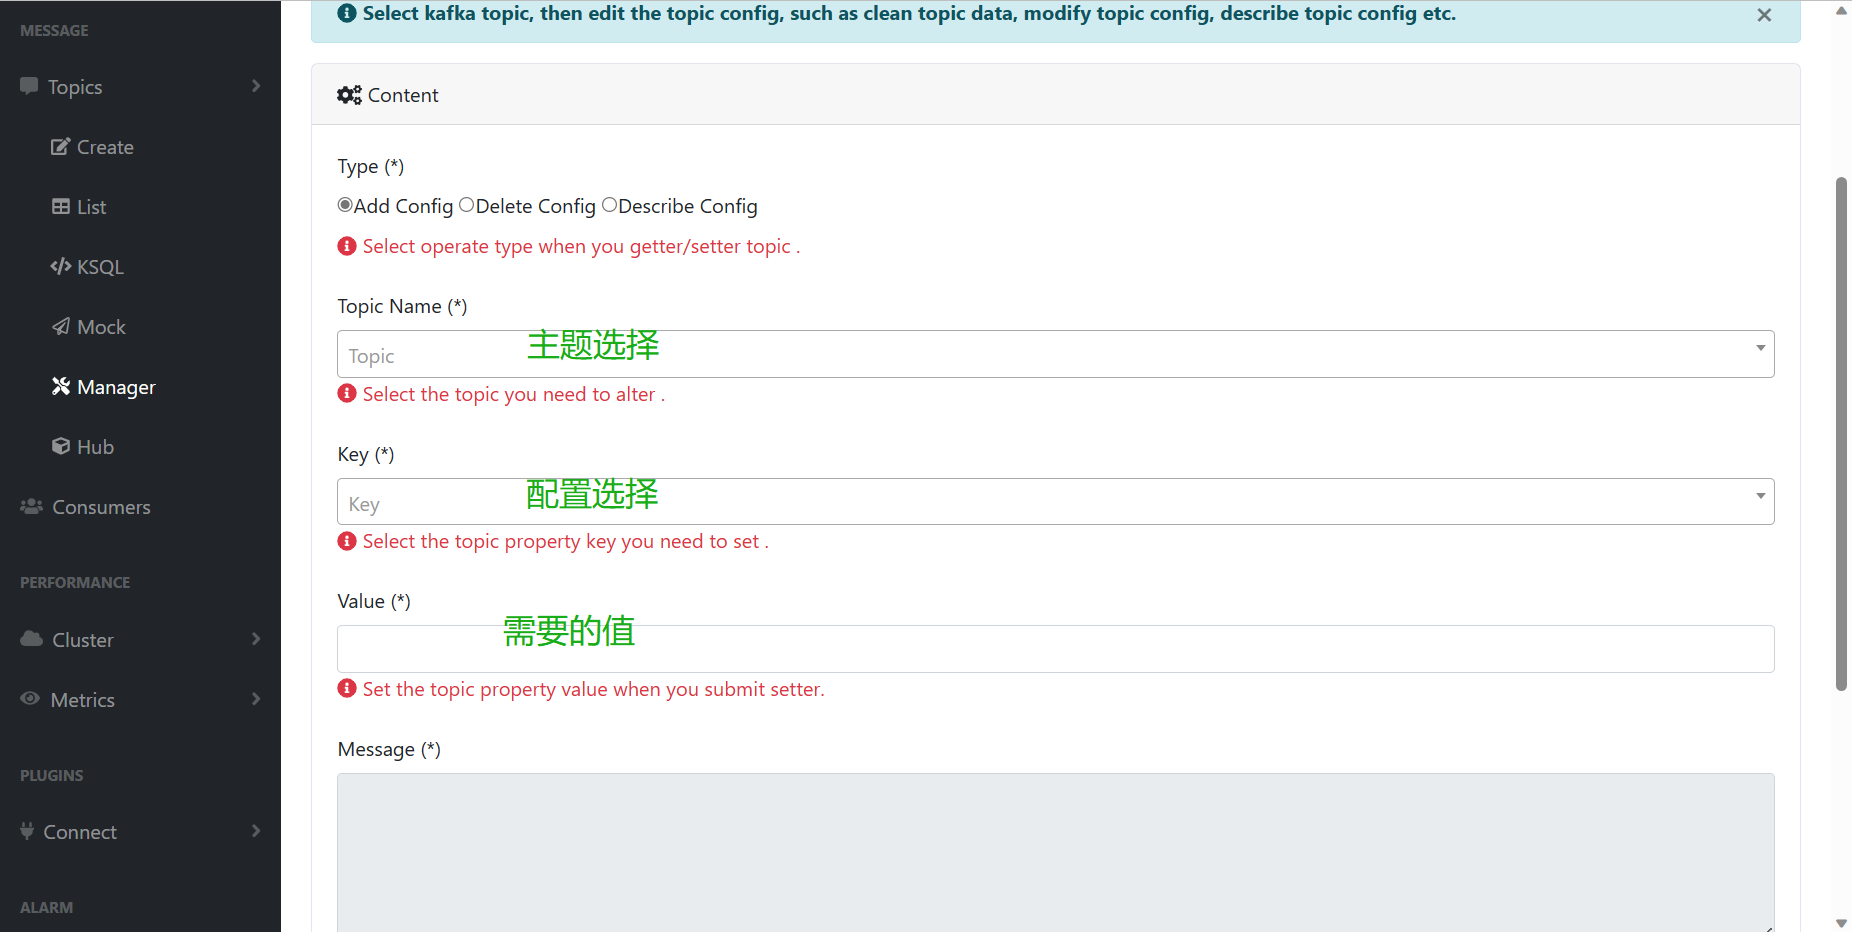 MESSAGE
Topics
Create
List
KSQL
Mock
Manager
Hub
Consumers
PERFORMANCE
Cluster
Metrics
PLUGINS
Connect
ALARM
Select kafka topic, then edit the topic config, such as clean topic data, modify topic config, describe topic config etc.
Content
Type (*)
Add Config Delete Config Describe Config
Select operate type when you getter/setter topic .
Topic Name (*)
Topic 主题选择
Select the topic you need to alter .
Key (*)
Key 配置选择
Select the topic property key you need to set .
Value (*)
需要的值
Set the topic property value when you submit setter.
Message (*)